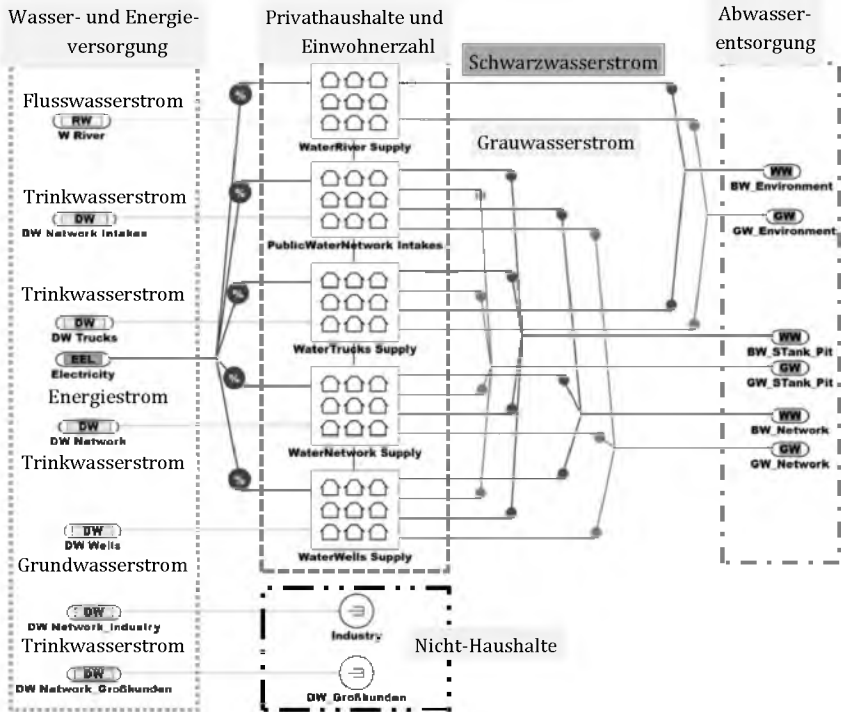 Wasser- und Energie-
versorgung
Privathaushalte und
Einwohnerzahl
Abwasser-
entsorgung
Schwarzwasserstrom
Grauwasserstrom
Flusswasserstrom
RW
W River
Trinkwasserstrom
DW
DW Network Intakes
Trinkwasserstrom
DW
DW Trucks
EEL
Electricity
Energiestrom
DW
DW Network
Trinkwasserstrom
DW
DW Wells
Grundwasserstrom
DW
DW Network_Industry
Trinkwasserstrom
DW
DW Network_Großkunden
%
%
%
%
%
WaterRiver Supply
PublicWaterNetwork Intakes
WaterTrucks Supply
WaterNetwork Supply
WaterWells Supply
Industry
DW_Großkunden
Nicht-Haushalte
WW
BW_Environment
GW
GW_Environment
WW
BW_STank_Pit
GW
GW_STank_Pit
WW
BW_Network
GW
GW_Network